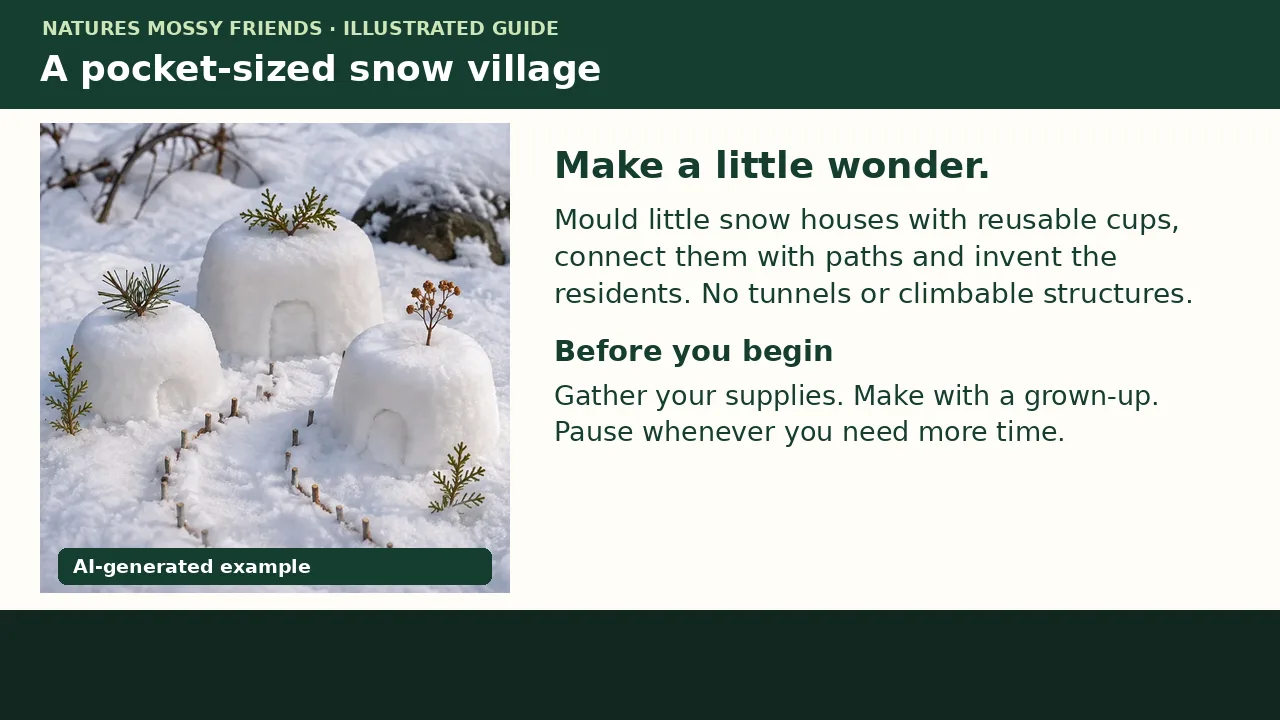 NATURES MOSSY FRIENDS · ILLUSTRATED GUIDE
A pocket-sized snow village
Make a little wonder.
Mould little snow houses with reusable cups,
connect them with paths and invent the
residents. No tunnels or climbable structures.
Before you begin
Gather your supplies. Make with a grown-up.
Pause whenever you need more time.
AI-generated example